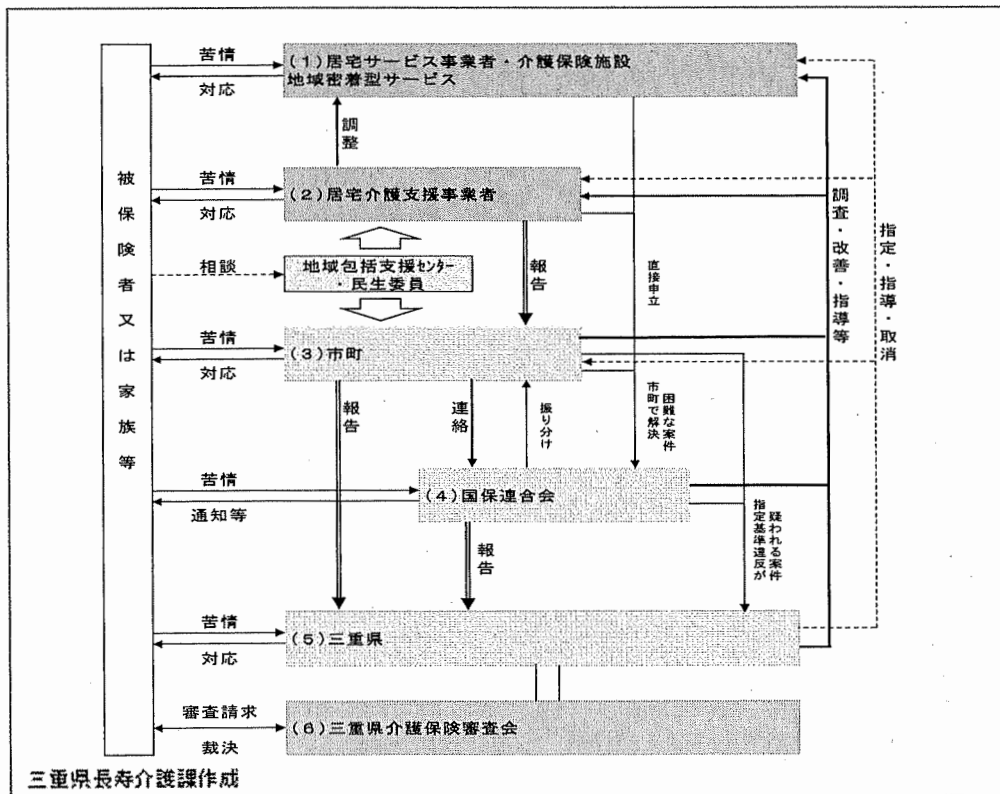 苦情
対応
(1)居宅サービス事業者・介護保険施設
地域密着型サービス
調整
苦情
対応
(2)居宅介護支援事業者
被保険者又は家族等
相談
地域包括支援センター
・民生委員
報告
直接申立
調査・改善・指導等
指定・指導・取消
苦情
対応
(3)市町
報告
連絡
振り分け
市町で解決
困難な案件
苦情
通知等
(4)国保連合会
報告
指定基準違反が
疑われる案件
苦情
対応
(5)三重県
審査請求
裁決
(6)三重県介護保険審査会
三重県長寿介護課作成